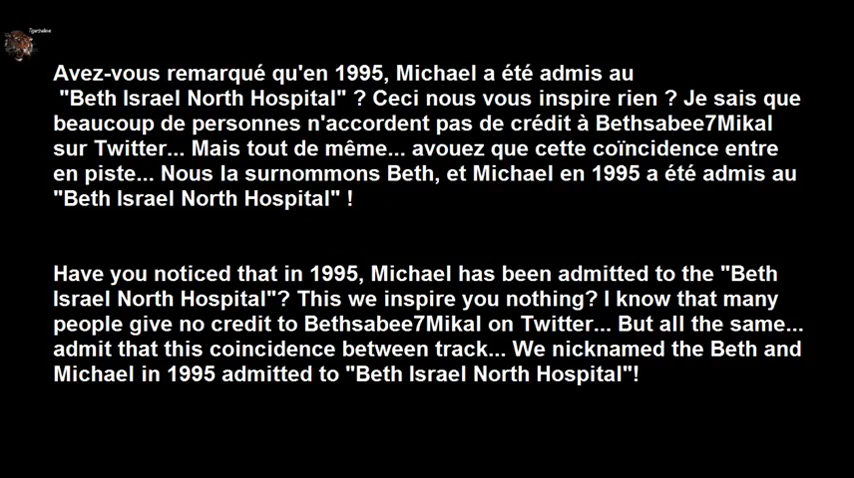 Avez-vous remarqué qu'en 1995, Michael a été admis au
"Beth Israel North Hospital" ? Ceci nous vous inspire rien ? Je sais que
beaucoup de personnes n'accordent pas de crédit à Bethsabee7Mikal
sur Twitter... Mais tout de même... avouez que cette coïncidence entre
en piste... Nous la surnommons Beth, et Michael en 1995 a été admis au
"Beth Israel North Hospital" !
Have you noticed that in 1995, Michael has been admitted to the "Beth
Israel North Hospital"? This we inspire you nothing? I know that many
people give no credit to Bethsabee7Mikal on Twitter... But all the same...
admit that this coincidence between track... We nicknamed the Beth and
Michael in 1995 admitted to "Beth Israel North Hospital"!